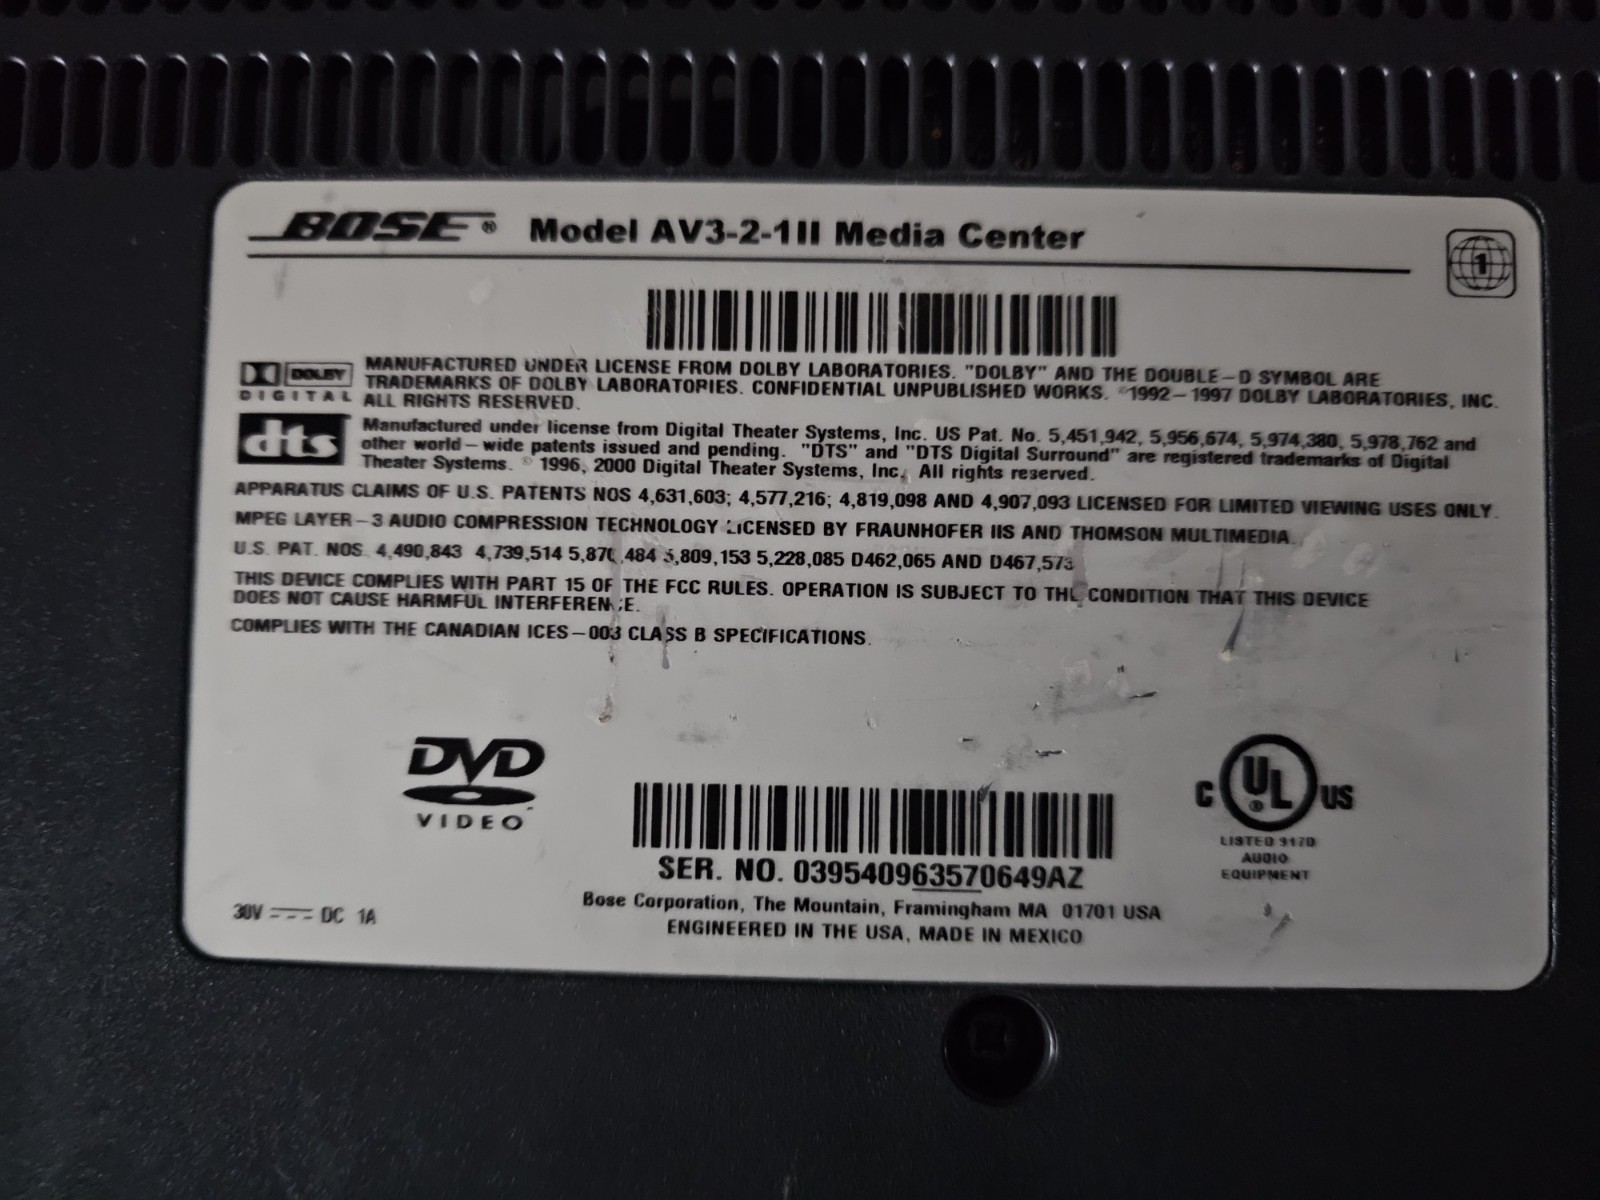 BOSE® Model AV3-2-1II Media Center
1
DOLBY
DIGITAL
MANUFACTURED UNDER LICENSE FROM DOLBY LABORATORIES. "DOLBY" AND THE DOUBLE-D SYMBOL ARE
TRADEMARKS OF DOLBY LABORATORIES. CONFIDENTIAL UNPUBLISHED WORKS. ©1992-1997 DOLBY LABORATORIES, INC.
ALL RIGHTS RESERVED.
dts
Manufactured under license from Digital Theater Systems, Inc. US Pat. No. 5,451,942, 5,956,674, 5,974,380, 5,978,762 and
other world-wide patents issued and pending. "DTS" and "DTS Digital Surround" are registered trademarks of Digital
Theater Systems. © 1996, 2000 Digital Theater Systems, Inc. All rights reserved.
APPARATUS CLAIMS OF U.S. PATENTS NOS 4,631,603; 4,577,216; 4,819,098 AND 4,907,093 LICENSED FOR LIMITED VIEWING USES ONLY.
MPEG LAYER-3 AUDIO COMPRESSION TECHNOLOGY LICENSED BY FRAUNHOFER IIS AND THOMSON MULTIMEDIA.
U.S. PAT. NOS. 4,490,843 4,739,514 5,870,484 5,809,153 5,228,085 D462,065 AND D467,573
THIS DEVICE COMPLIES WITH PART 15 OF THE FCC RULES. OPERATION IS SUBJECT TO THE CONDITION THAT THIS DEVICE
DOES NOT CAUSE HARMFUL INTERFERENCE.
COMPLIES WITH THE CANADIAN ICES-003 CLASS B SPECIFICATIONS.
DVD
VIDEO
C UL® US
LISTED 917D
AUDIO
EQUIPMENT
SER. NO. 039540963570649AZ
30V DC 1A
Bose Corporation, The Mountain, Framingham MA 01701 USA
ENGINEERED IN THE USA, MADE IN MEXICO